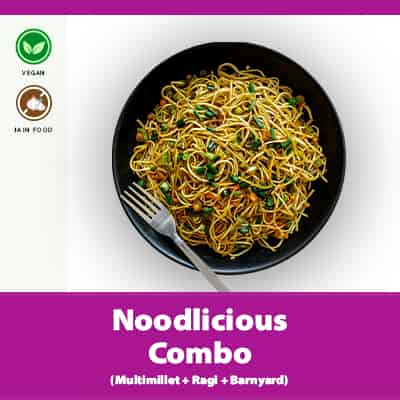 VEGAN
JAIN FOOD
Noodlicious
Combo
(Multimillet + Ragi + Barnyard)